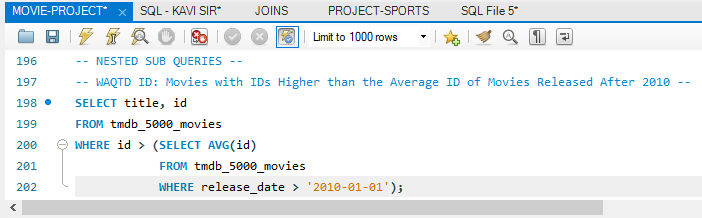 MOVIE-PROJECT* SQL - KAVI SIR* JOINS PROJECT-SPORTS SQL File 5*
Limit to 1000 rows
196 -- NESTED SUB QUERIES --
197 -- WAQTD ID: Movies with IDs Higher than the Average ID of Movies Released After 2010 --
198 SELECT title, id
199 FROM tmdb_5000_movies
200 WHERE id > (SELECT AVG(id)
201 FROM tmdb_5000_movies
202 WHERE release_date > '2010-01-01');